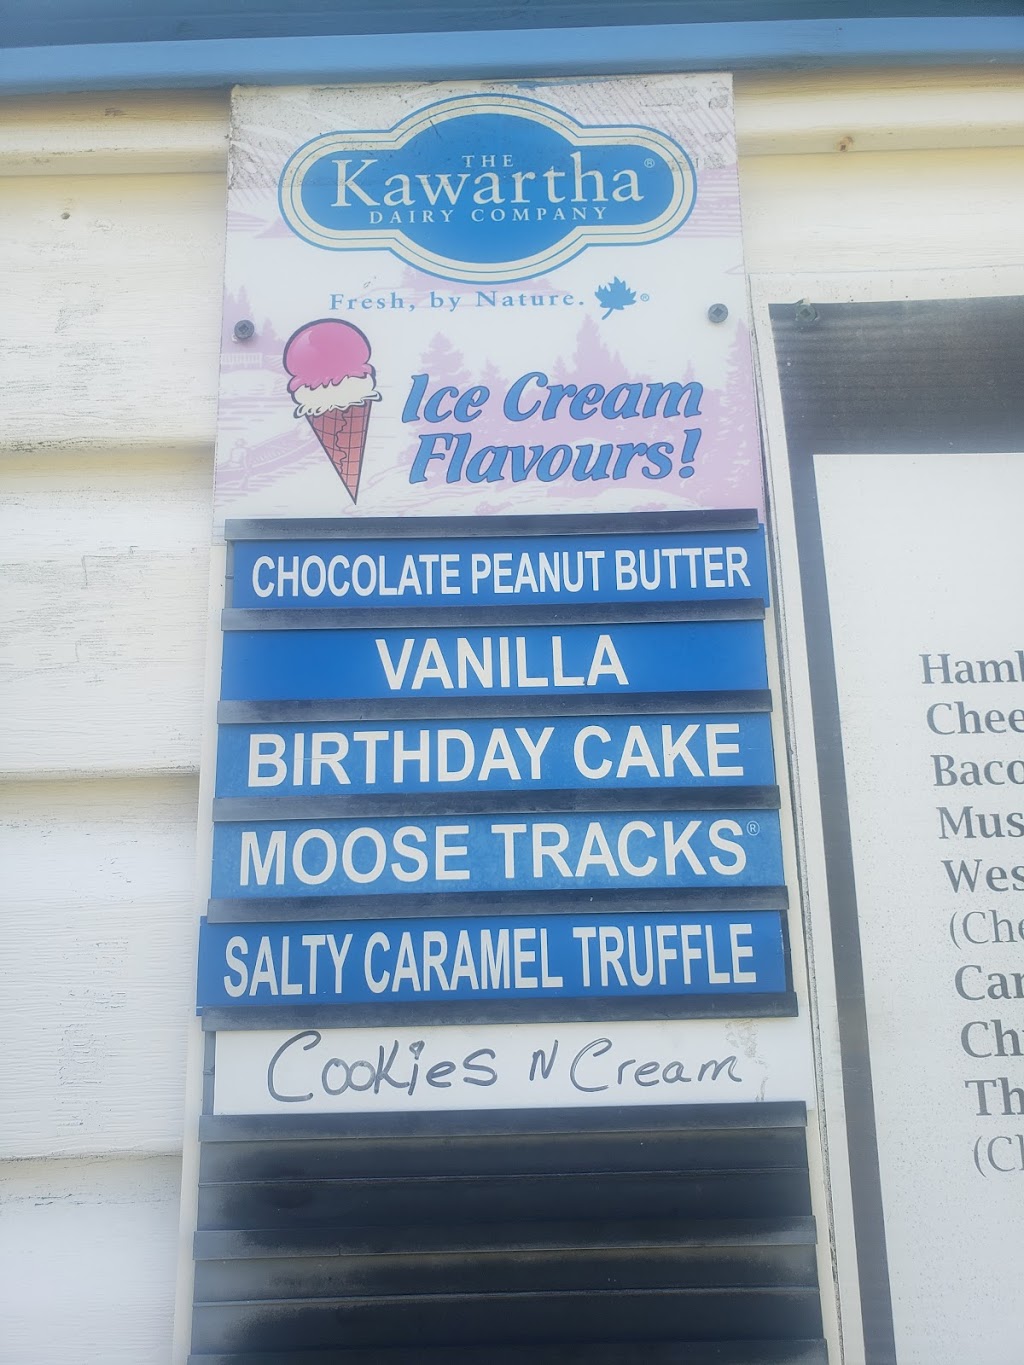 THE
Kawartha®
DAIRY COMPANY
Fresh, by Nature. ®
Ice Cream
Flavours!
CHOCOLATE PEANUT BUTTER
VANILLA
BIRTHDAY CAKE
MOOSE TRACKS®
SALTY CARAMEL TRUFFLE
Cookies N Cream